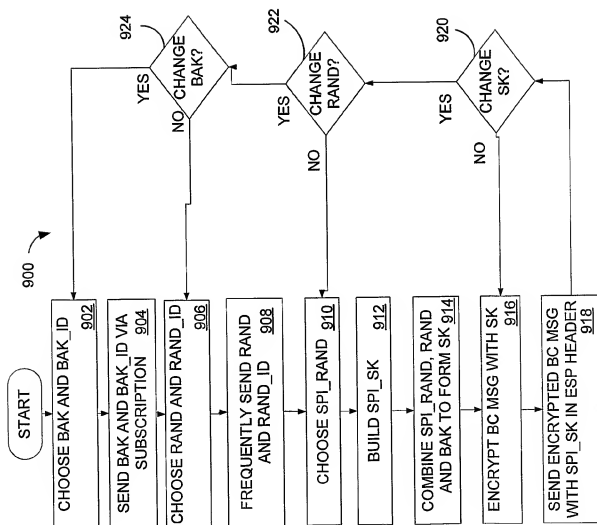 900
START
CHOOSE BAK AND BAK_ID
902
SEND BAK AND BAK_ID VIA
SUBSCRIPTION 904
CHOOSE RAND AND RAND_ID
906
FREQUENTLY SEND RAND
AND RAND_ID 908
CHOOSE SPI_RAND 910
BUILD SPI_SK 912
COMBINE SPI_RAND, RAND
AND BAK TO FORM SK 914
ENCRYPT BC MSG WITH SK
916
SEND ENCRYPTED BC MSG
WITH SPI_SK IN ESP HEADER
918
920
CHANGE
SK?
YES
NO
922
CHANGE
RAND?
YES
NO
924
CHANGE
BAK?
YES
NO